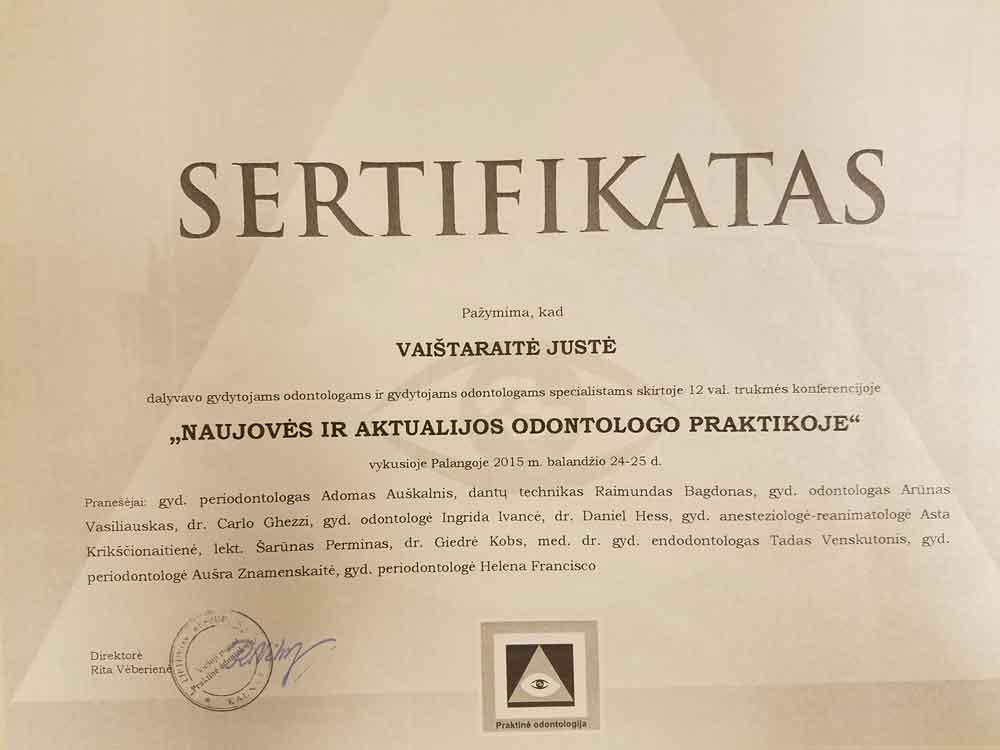 SERTIFIKATAS
Pažymima, kad
VAIŠTARAITĖ JUSTĖ
dalyvavo gydytojams odontologams ir gydytojams odontologams specialistams skirtoje 12 val. trukmės konferencijoje
„NAUJOVĖS IR AKTUALIJOS ODONTOLOGO PRAKTIKOJE“
vykusioje Palangoje 2015 m. balandžio 24-25 d.
Pranešėjai: gyd. periodontologas Adomas Auškalnis, dantų technikas Raimundas Bagdonas, gyd. odontologas Arūnas
Vasiliauskas, dr. Carlo Ghezzi, gyd. odontologė Ingrida Ivancė, dr. Daniel Hess, gyd. anesteziologė-reanimatologė Asta
Krikščionaitienė, lekt. Šarūnas Perminas, dr. Giedrė Kobs, med. dr. gyd. endodontologas Tadas Venskutonis, gyd.
periodontologė Aušra Znamenskaitė, gyd. periodontologė Helena Francisco
Direktorė
Rita Vėberienė
Praktinė odontologija